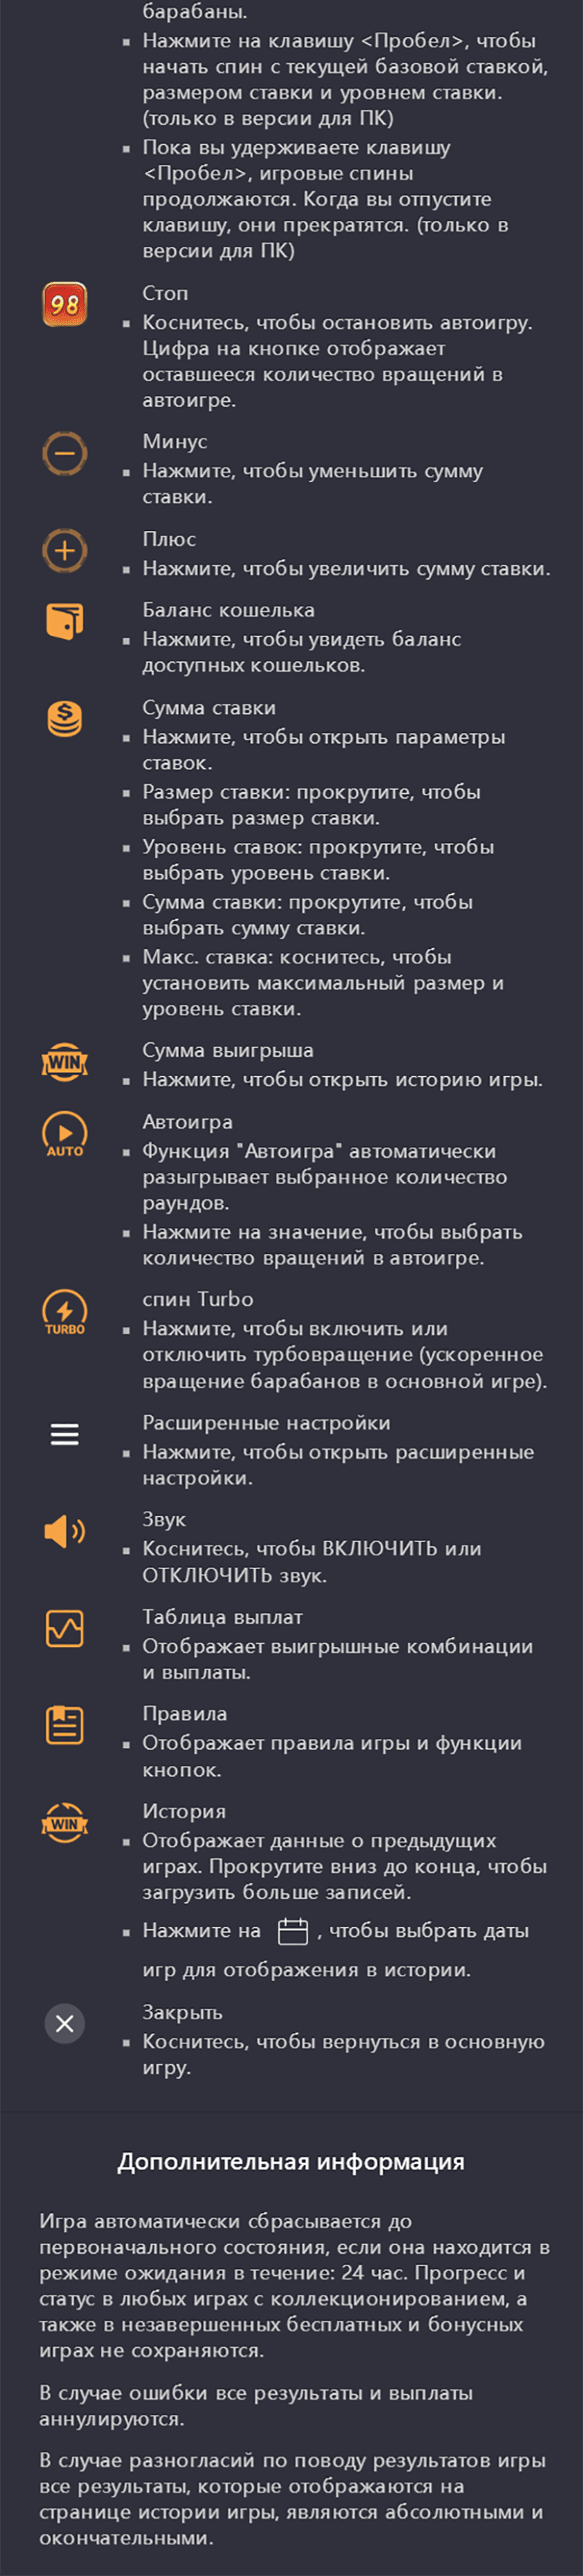 барабаны.
Нажмите на клавишу <Пробел>, чтобы
начать спин с текущей базовой ставкой,
размером ставки и уровнем ставки.
(только в версии для ПК)
Пока вы удерживаете клавишу
<Пробел>, игровые спины
продолжаются. Когда вы отпустите
клавишу, они прекратятся. (только в
версии для ПК)
98
Стоп
Коснитесь, чтобы остановить автоигру.
Цифра на кнопке отображает
оставшееся количество вращений в
автоигре.
Минус
Нажмите, чтобы уменьшить сумму
ставки.
Плюс
Нажмите, чтобы увеличить сумму ставки.
Баланс кошелька
Нажмите, чтобы увидеть баланс
доступных кошельков.
$
Сумма ставки
Нажмите, чтобы открыть параметры
ставок.
Размер ставки: прокрутите, чтобы
выбрать размер ставки.
Уровень ставок: прокрутите, чтобы
выбрать уровень ставки.
Сумма ставки: прокрутите, чтобы
выбрать сумму ставки.
Макс. ставка: коснитесь, чтобы
установить максимальный размер и
уровень ставки.
WIN
Сумма выигрыша
Нажмите, чтобы открыть историю игры.
AUTO
Автоигра
Функция "Автоигра" автоматически
разыгрывает выбранное количество
раундов.
Нажмите на значение, чтобы выбрать
количество вращений в автоигре.
TURBO
спин Turbo
Нажмите, чтобы включить или
отключить турбовращение (ускоренное
вращение барабанов в основной игре).
Расширенные настройки
Нажмите, чтобы открыть расширенные
настройки.
Звук
Коснитесь, чтобы ВКЛЮЧИТЬ или
ОТКЛЮЧИТЬ звук.
Таблица выплат
Отображает выигрышные комбинации
и выплаты.
Правила
Отображает правила игры и функции
кнопок.
WIN
История
Отображает данные о предыдущих
играх. Прокрутите вниз до конца, чтобы
загрузить больше записей.
Нажмите на , чтобы выбрать даты
игр для отображения в истории.
Закрыть
Коснитесь, чтобы вернуться в основную
игру.
Дополнительная информация
Игра автоматически сбрасывается до
первоначального состояния, если она находится в
режиме ожидания в течение: 24 час. Прогресс и
статус в любых играх с коллекционированием, а
также в незавершенных бесплатных и бонусных
играх не сохраняются.
В случае ошибки все результаты и выплаты
аннулируются.
В случае разногласий по поводу результатов игры
все результаты, которые отображаются на
странице истории игры, являются абсолютными и
окончательными.